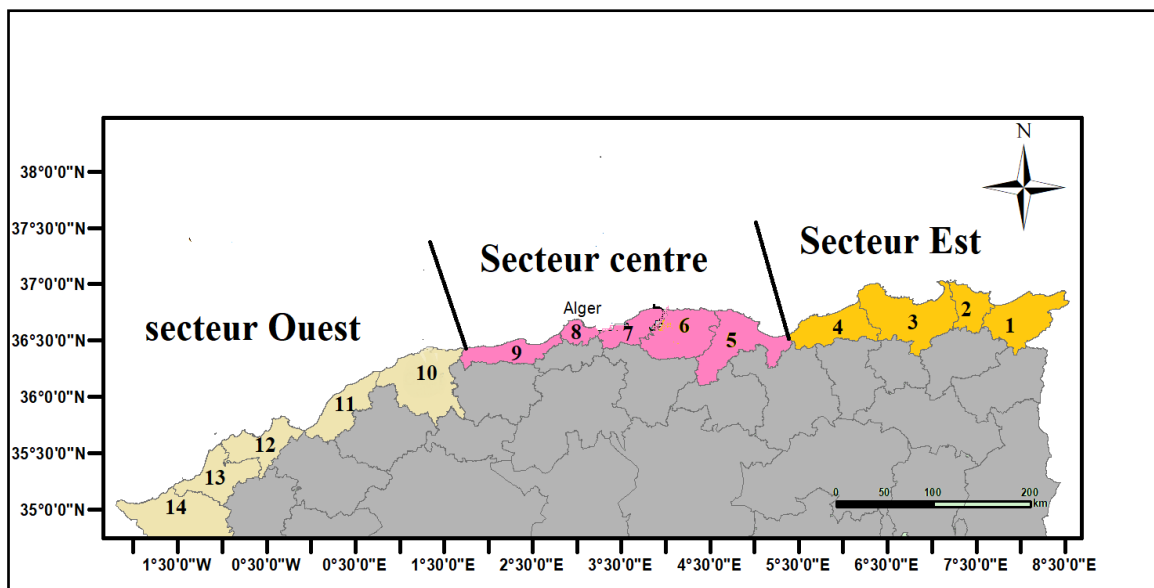 N
38°0'0"N
37°30'0"N
37°0'0"N
36°30'0"N
36°0'0"N
35°30'0"N
35°0'0"N
Secteur Est
Secteur centre
secteur Ouest
Alger
1
2
3
4
5
6
7
8
9
10
11
12
13
14
0 50 100 200
km
1°30'0"W 0°30'0"W 0°30'0"E 1°30'0"E 2°30'0"E 3°30'0"E 4°30'0"E 5°30'0"E 6°30'0"E 7°30'0"E 8°30'0"E